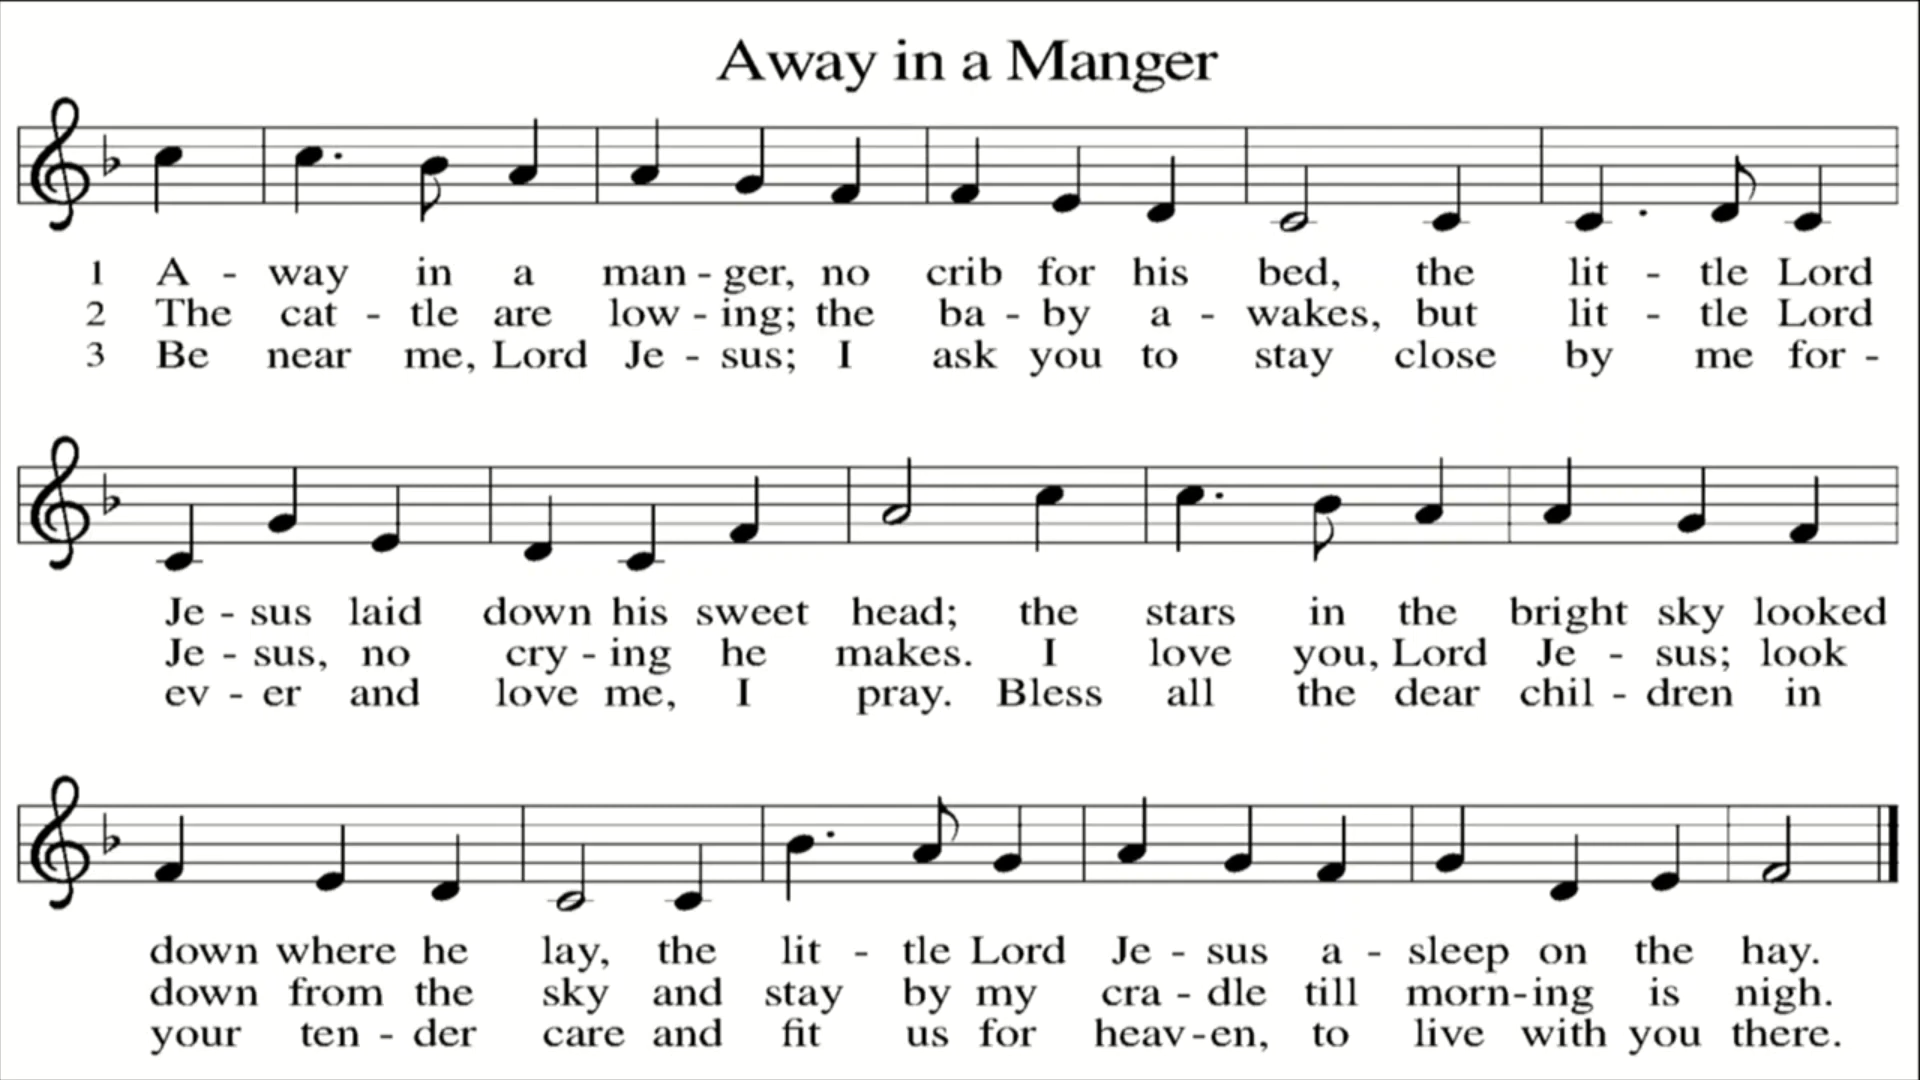 Away in a Manger
1 A - way in a man - ger, no crib for his bed, the lit - tle Lord
2 The cat - tle are low - ing; the ba - by a - wakes, but lit - tle Lord
3 Be near me, Lord Je - sus; I ask you to stay close by me for -
Je - sus laid down his sweet head; the stars in the bright sky looked
Je - sus, no cry - ing he makes. I love you, Lord Je - sus; look
ev - er and love me, I pray. Bless all the dear chil - dren in
down where he lay, the lit - tle Lord Je - sus a - sleep on the hay.
down from the sky and stay by my cra - dle till morn - ing is nigh.
your ten - der care and fit us for heav - en, to live with you there.